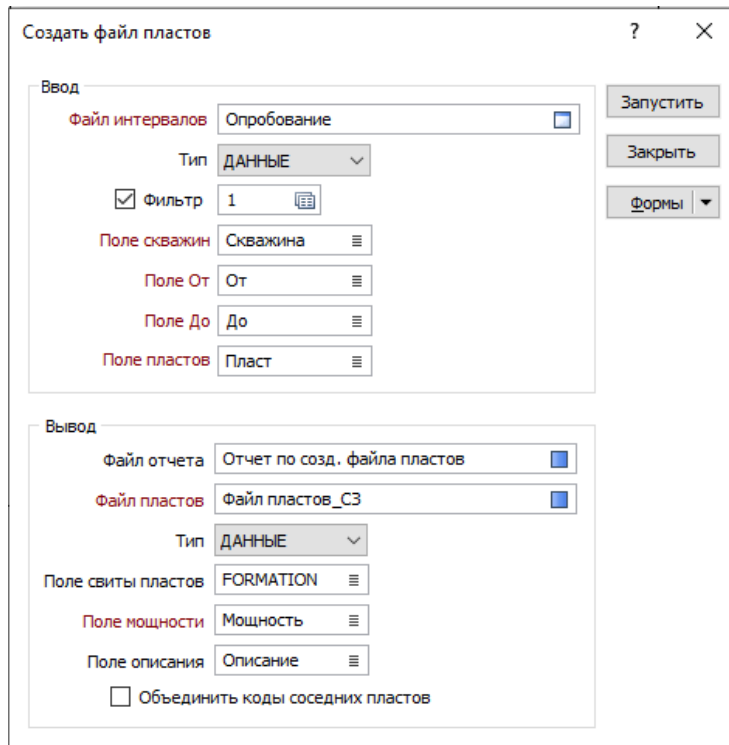 Создать файл пластов ?
Ввод
Файл интервалов Опробование
Запустить
Тип ДАННЫЕ
Закрыть
Фильтр 1
Формы
Поле скважин Скважина
Поле От От
Поле До До
Поле пластов Пласт
Вывод
Файл отчета Отчет по созд. файла пластов
Файл пластов Файл пластов_СЗ
Тип ДАННЫЕ
Поле свиты пластов FORMATION
Поле мощности Мощность
Поле описания Описание
Объединить коды соседних пластов